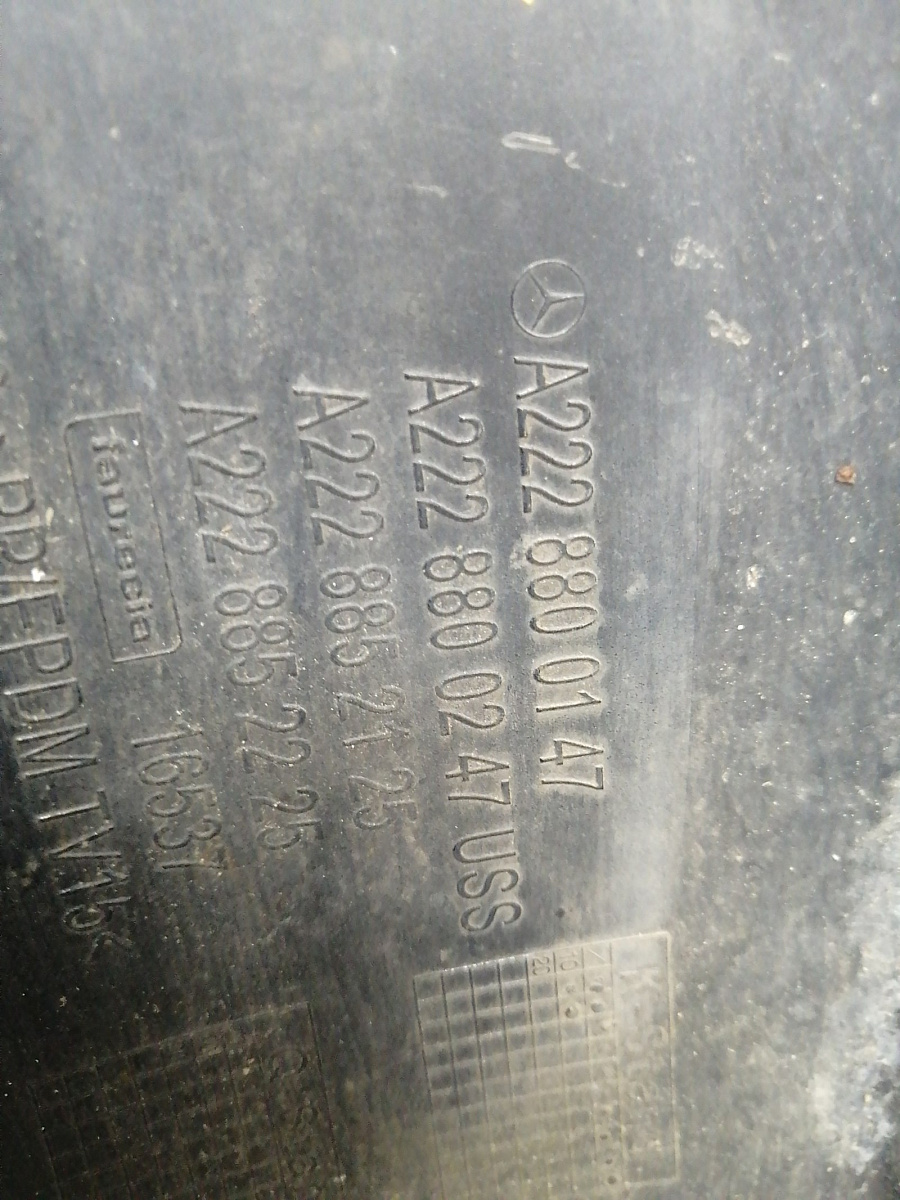 A222 880 01 47
A222 880 02 47 USS
A222 885 21 25
A222 885 22 25
faurecia 16537
PP/EPDM-TV15<